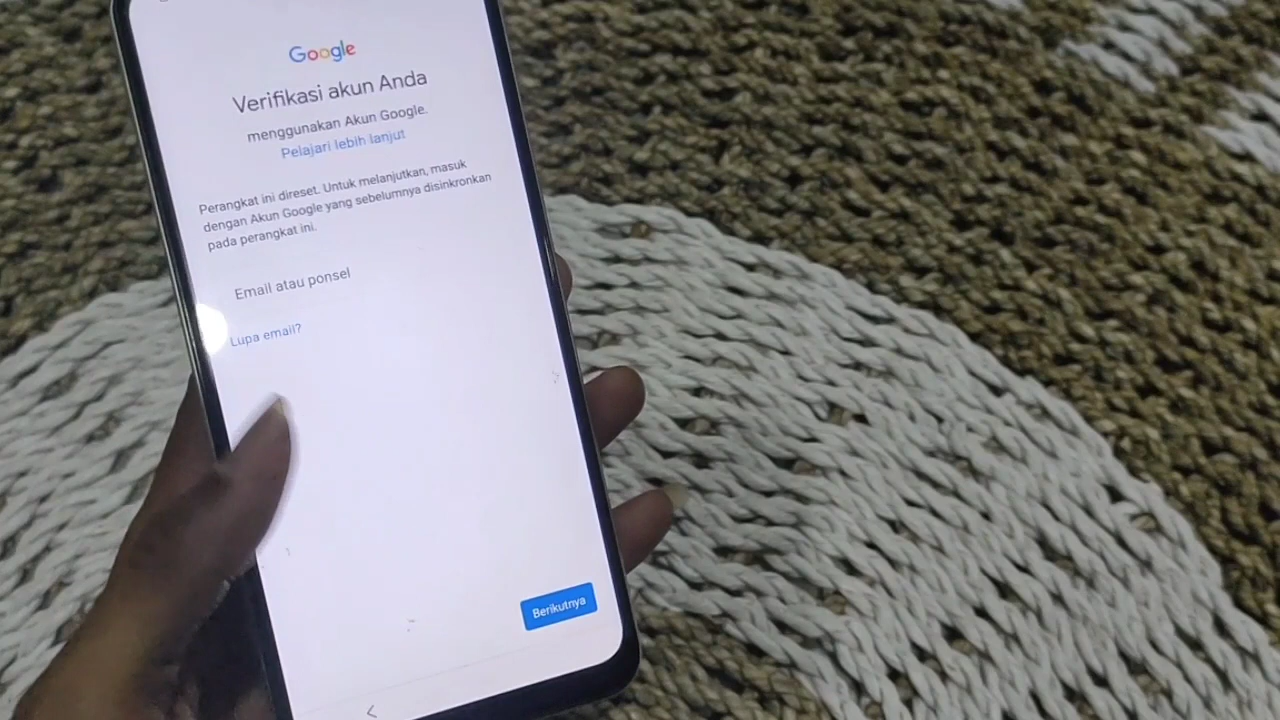 Google
Verifikasi akun Anda
menggunakan Akun Google.
Pelajari lebih lanjut
Perangkat ini direset. Untuk melanjutkan, masuk
dengan Akun Google yang sebelumnya disinkronkan
pada perangkat ini.
Email atau ponsel
Lupa email?
Berikutnya